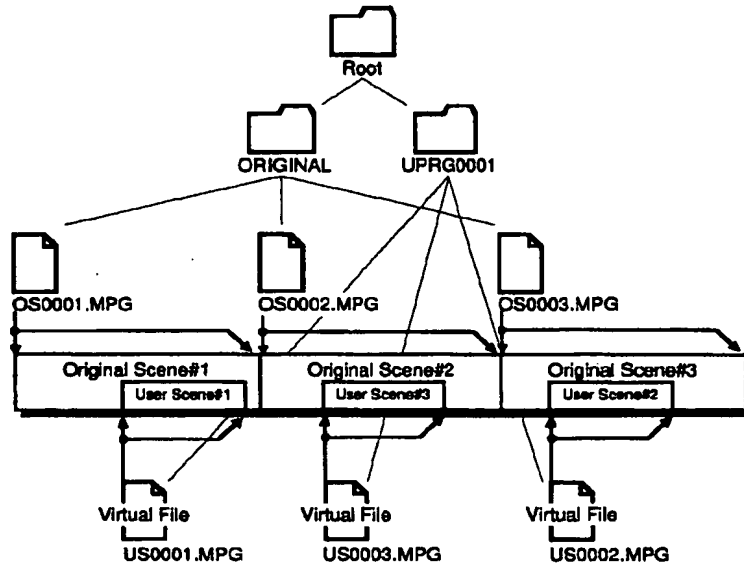 Root
ORIGINAL
UPRG0001
OS0001.MPG
OS0002.MPG
OS0003.MPG
Original Scene#1
Original Scene#2
Original Scene#3
User Scene#1
User Scene#3
User Scene#2
Virtual File
Virtual File
Virtual File
US0001.MPG
US0003.MPG
US0002.MPG